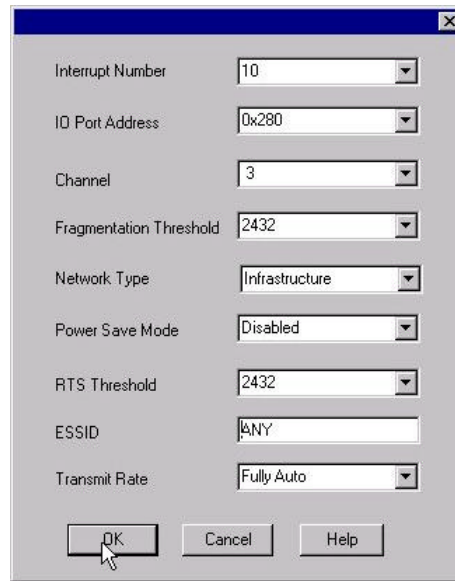 Interrupt Number 10
IO Port Address 0x280
Channel 3
Fragmentation Threshold 2432
Network Type Infrastructure
Power Save Mode Disabled
RTS Threshold 2432
ESSID ANY
Transmit Rate Fully Auto
OK Cancel Help